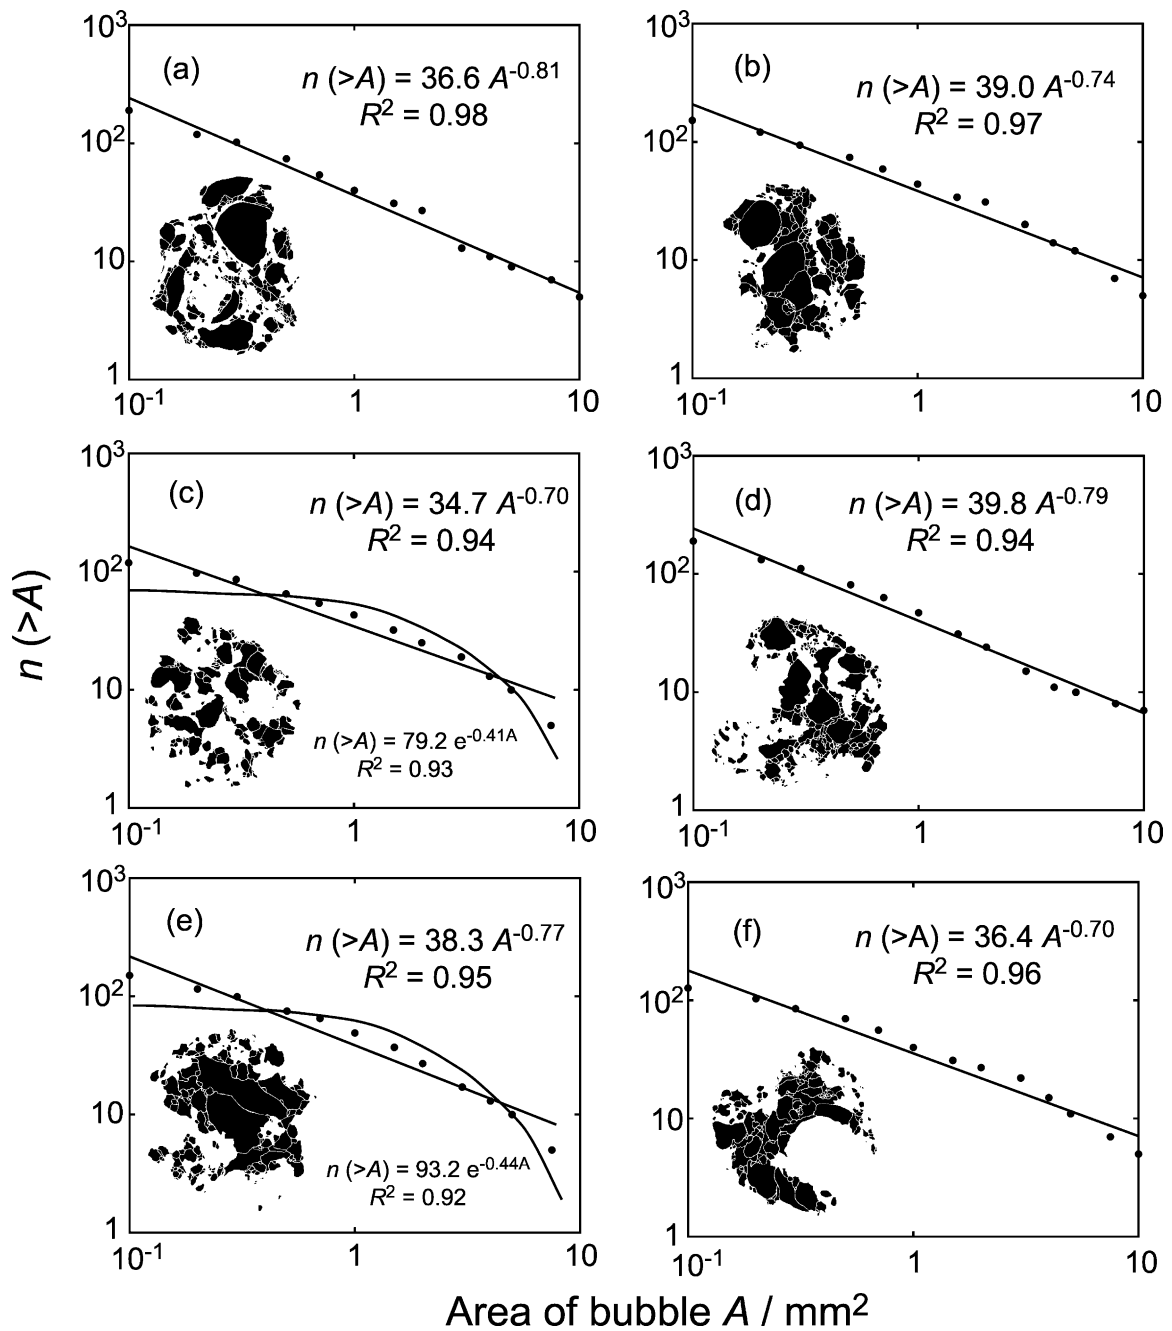 10³
(a)
n (>A) = 36.6 A⁻⁰·⁸¹
R² = 0.98
10²
10
1
10⁻¹
1
10
10³
(b)
n (>A) = 39.0 A⁻⁰·⁷⁴
R² = 0.97
10²
10
1
10⁻¹
1
10
10³
(c)
n (>A) = 34.7 A⁻⁰·⁷⁰
R² = 0.94
10²
10
n (>A) = 79.2 e⁻⁰·⁴¹ᴬ
R² = 0.93
1
10⁻¹
1
10
10³
(d)
n (>A) = 39.8 A⁻⁰·⁷⁹
R² = 0.94
10²
10
1
10⁻¹
1
10
n (>A)
10³
(e)
n (>A) = 38.3 A⁻⁰·⁷⁷
R² = 0.95
10²
10
n (>A) = 93.2 e⁻⁰·⁴⁴ᴬ
R² = 0.92
1
10⁻¹
1
10
10³
(f)
n (>A) = 36.4 A⁻⁰·⁷⁰
R² = 0.96
10²
10
1
10⁻¹
1
10
Area of bubble A / mm²